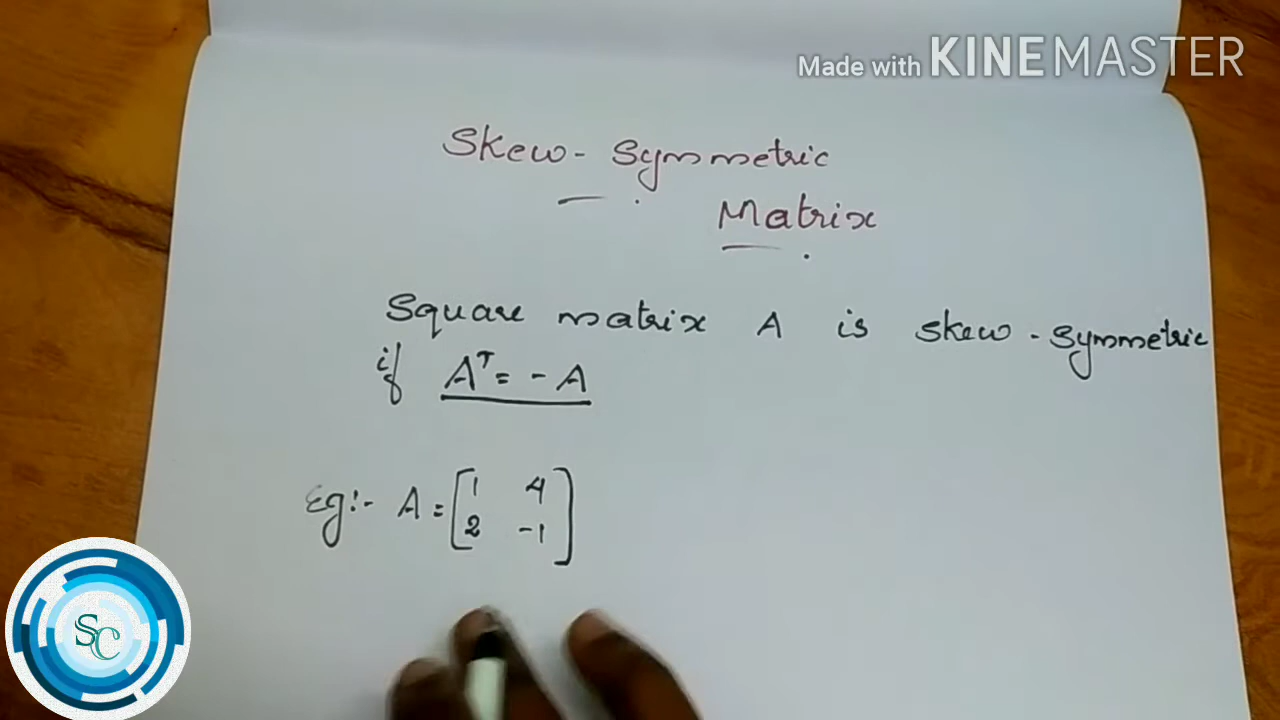 Made with KINEMASTER
Skew - Symmetric
Matrix
Square matrix A is skew - symmetric
if Aᵀ = - A
Eg:- A = [1 4
2 -1]
SC